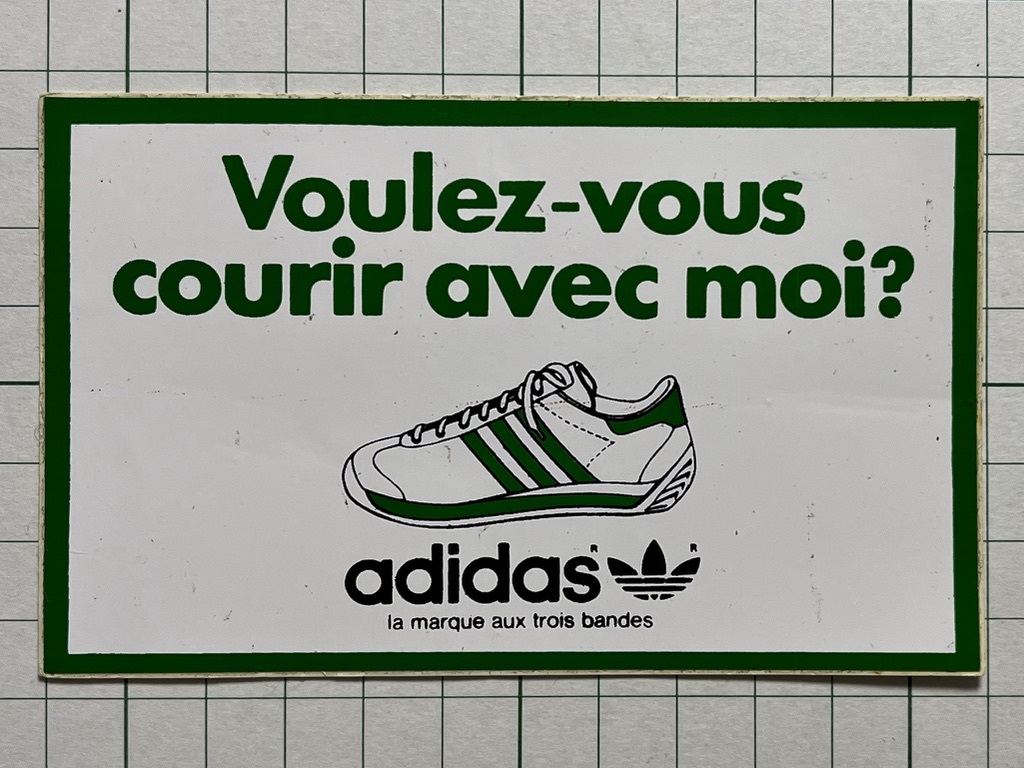 Voulez-vous
courir avec moi?
adidas R R
la marque aux trois bandes